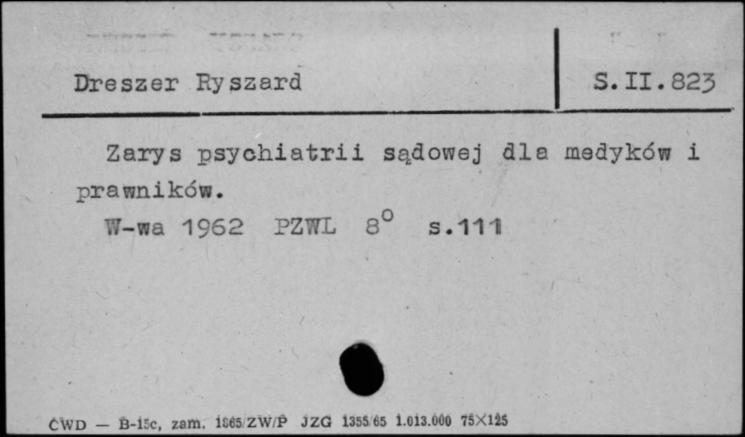 Dreszer Ryszard S.II.823
Zarys psychiatrii sądowej dla medyków i
prawników.
W-wa 1962 PZWL 8° s.111
ĆWD — B-15c, zam. 1865/ZW/P JZG 1355/65 1.013.000 75×125